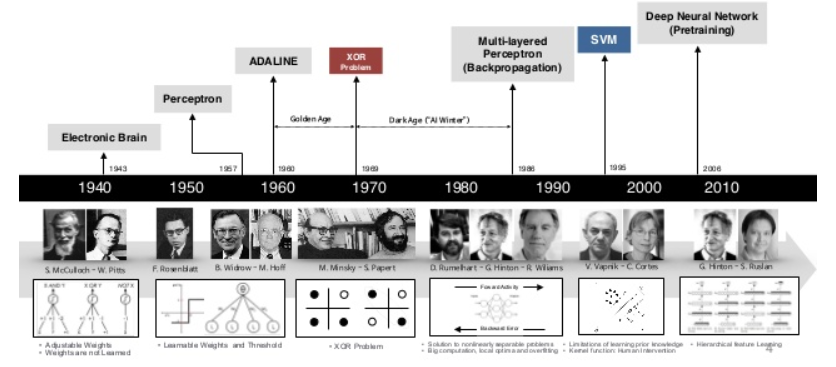 Deep Neural Network
(Pretraining)
Multi-layered
Perceptron
(Backpropagation)
SVM
ADALINE
XOR
Problem
Perceptron
Golden Age
Dark Age ("AI Winter")
Electronic Brain
1943
1957
1960
1969
1986
1995
2006
1940
1950
1960
1970
1980
1990
2000
2010
S. McCulloch – W. Pitts
F. Rosenblatt
B. Widrow – M. Hoff
M. Minsky – S. Papert
D. Rumelhart – G. Hinton – R. Wiliams
V. Vapnik – C. Cortes
G. Hinton – S. Ruslan
X AND Y
X OR Y
NOT X
Forward Activity
Backward Error
• Adjustable Weights
• Weights are not Learned
• Learnable Weights and Threshold
• XOR Problem
• Solution to nonlinearly separable problems
• Big computation, local optima and overfitting
• Limitations of learning prior knowledge
• Kernel function: Human Intervention
• Hierarchical feature Learning